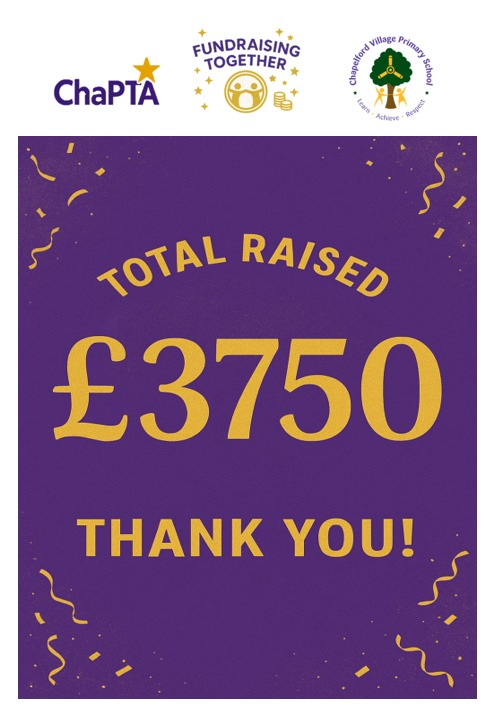 ChaPTA
FUNDRAISING
TOGETHER
Chapelford Village Primary School
Learn · Achieve · Respect
TOTAL RAISED
£3750
THANK YOU!